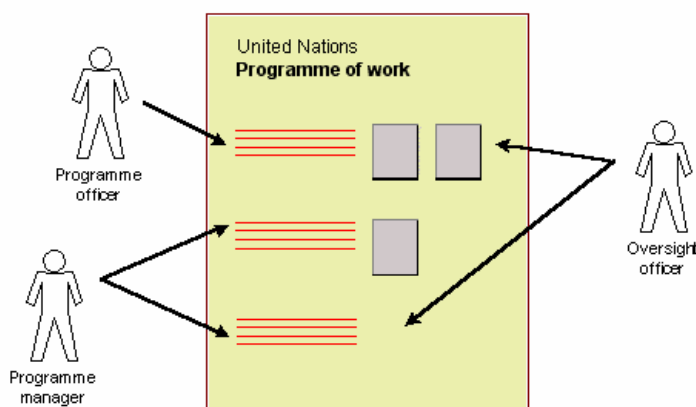 United Nations
Programme of work
Programme
officer
Oversight
officer
Programme
manager